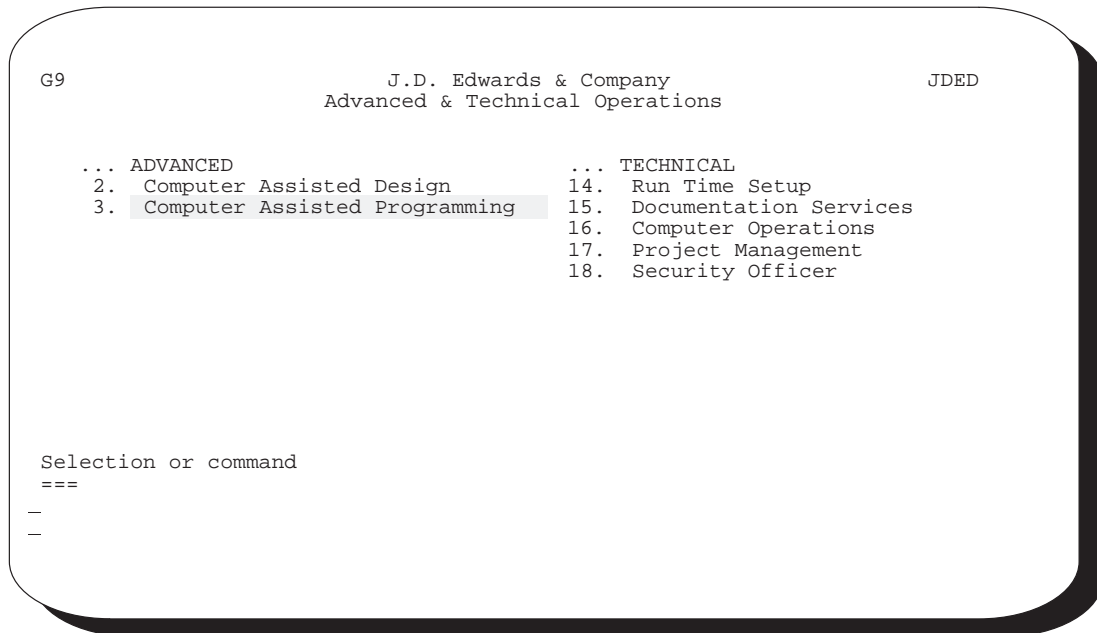 G9 J.D. Edwards & Company JDED
Advanced & Technical Operations
... ADVANCED ... TECHNICAL
2. Computer Assisted Design 14. Run Time Setup
3. Computer Assisted Programming 15. Documentation Services
16. Computer Operations
17. Project Management
18. Security Officer
Selection or command
===
_
_